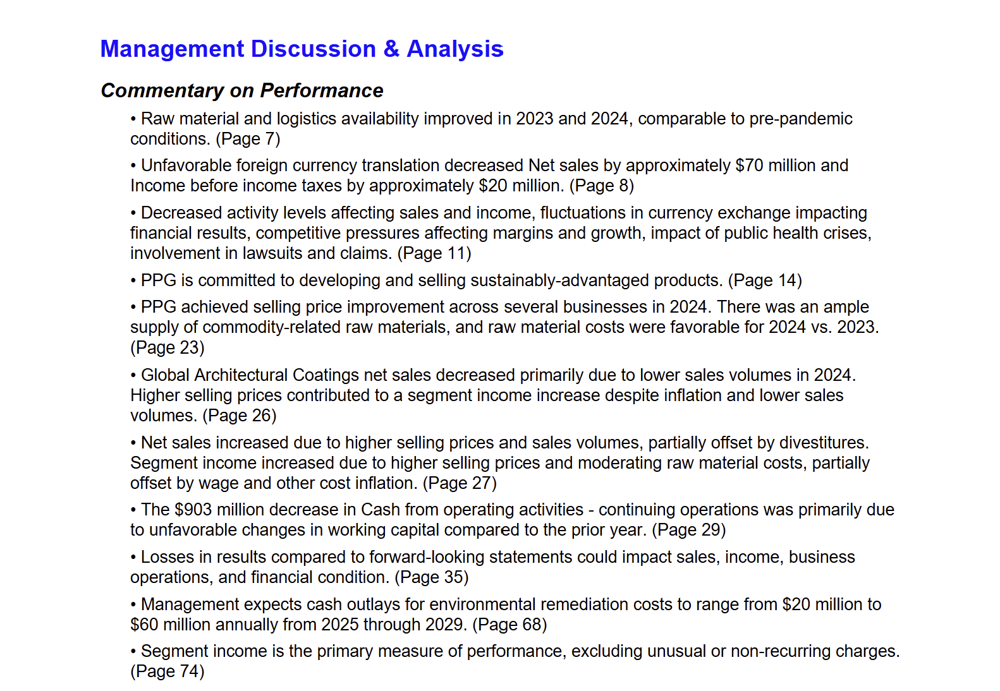 Management Discussion & Analysis
Commentary on Performance
• Raw material and logistics availability improved in 2023 and 2024, comparable to pre-pandemic
conditions. (Page 7)
• Unfavorable foreign currency translation decreased Net sales by approximately $70 million and
Income before income taxes by approximately $20 million. (Page 8)
• Decreased activity levels affecting sales and income, fluctuations in currency exchange impacting
financial results, competitive pressures affecting margins and growth, impact of public health crises,
involvement in lawsuits and claims. (Page 11)
• PPG is committed to developing and selling sustainably-advantaged products. (Page 14)
• PPG achieved selling price improvement across several businesses in 2024. There was an ample
supply of commodity-related raw materials, and raw material costs were favorable for 2024 vs. 2023.
(Page 23)
• Global Architectural Coatings net sales decreased primarily due to lower sales volumes in 2024.
Higher selling prices contributed to a segment income increase despite inflation and lower sales
volumes. (Page 26)
• Net sales increased due to higher selling prices and sales volumes, partially offset by divestitures.
Segment income increased due to higher selling prices and moderating raw material costs, partially
offset by wage and other cost inflation. (Page 27)
• The $903 million decrease in Cash from operating activities - continuing operations was primarily due
to unfavorable changes in working capital compared to the prior year. (Page 29)
• Losses in results compared to forward-looking statements could impact sales, income, business
operations, and financial condition. (Page 35)
• Management expects cash outlays for environmental remediation costs to range from $20 million to
$60 million annually from 2025 through 2029. (Page 68)
• Segment income is the primary measure of performance, excluding unusual or non-recurring charges.
(Page 74)